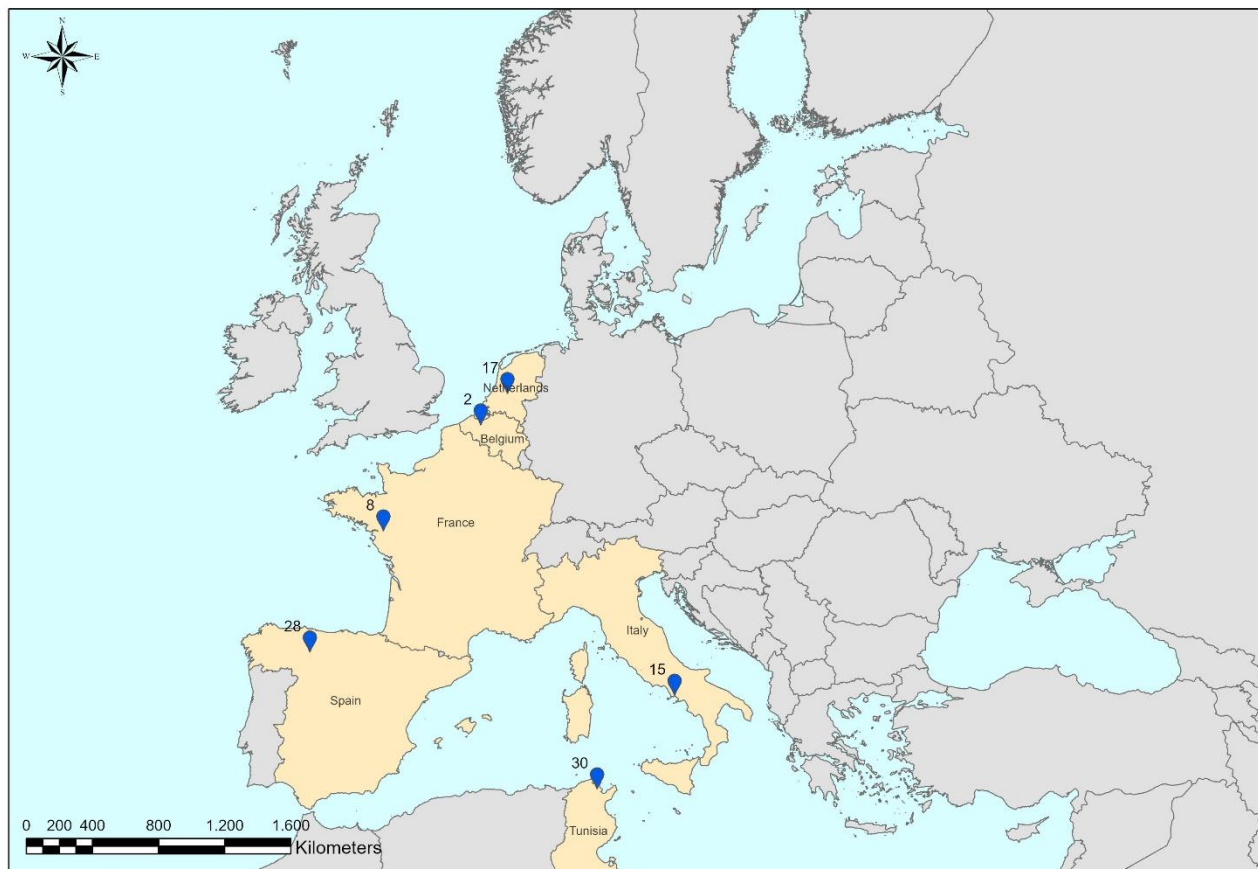 N
W E
S
17
Netherlands
2
Belgium
8
France
28
Italy
15
Spain
30
Tunisia
0 200 400 800 1.200 1.600
Kilometers